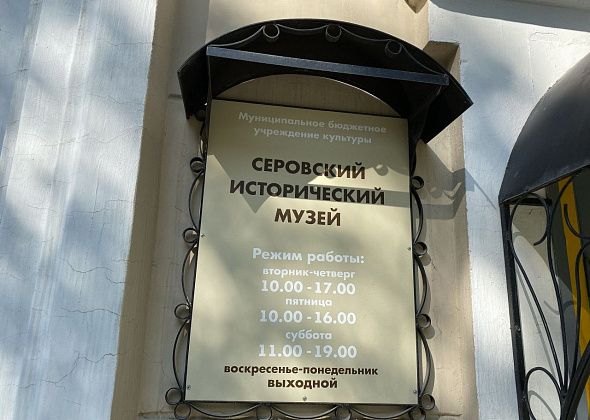 Муниципальное бюджетное
учреждение культуры
СЕРОВСКИЙ
ИСТОРИЧЕСКИЙ
МУЗЕЙ
Режим работы:
вторник-четверг
10.00 - 17.00
пятница
10.00 - 16.00
суббота
11.00 - 19.00
воскресенье-понедельник
ВЫХОДНОЙ